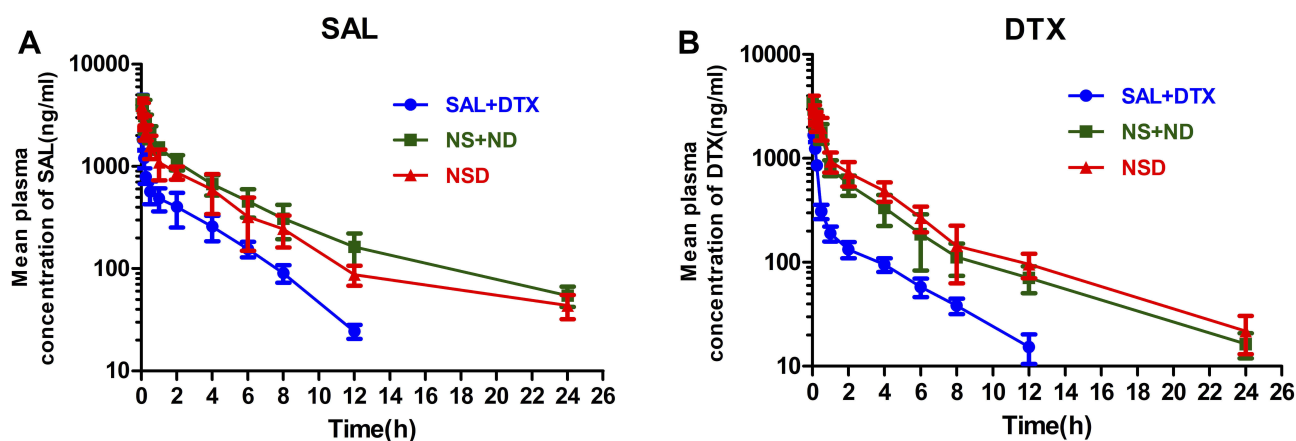 A
SAL
Mean plasma
concentration of SAL(ng/ml)
10000
1000
100
10
SAL+DTX
NS+ND
NSD
0 2 4 6 8 10 12 14 16 18 20 22 24 26
Time(h)
B
DTX
Mean plasma
concentration of DTX(ng/ml)
10000
1000
100
10
SAL+DTX
NS+ND
NSD
0 2 4 6 8 10 12 14 16 18 20 22 24 26
Time(h)